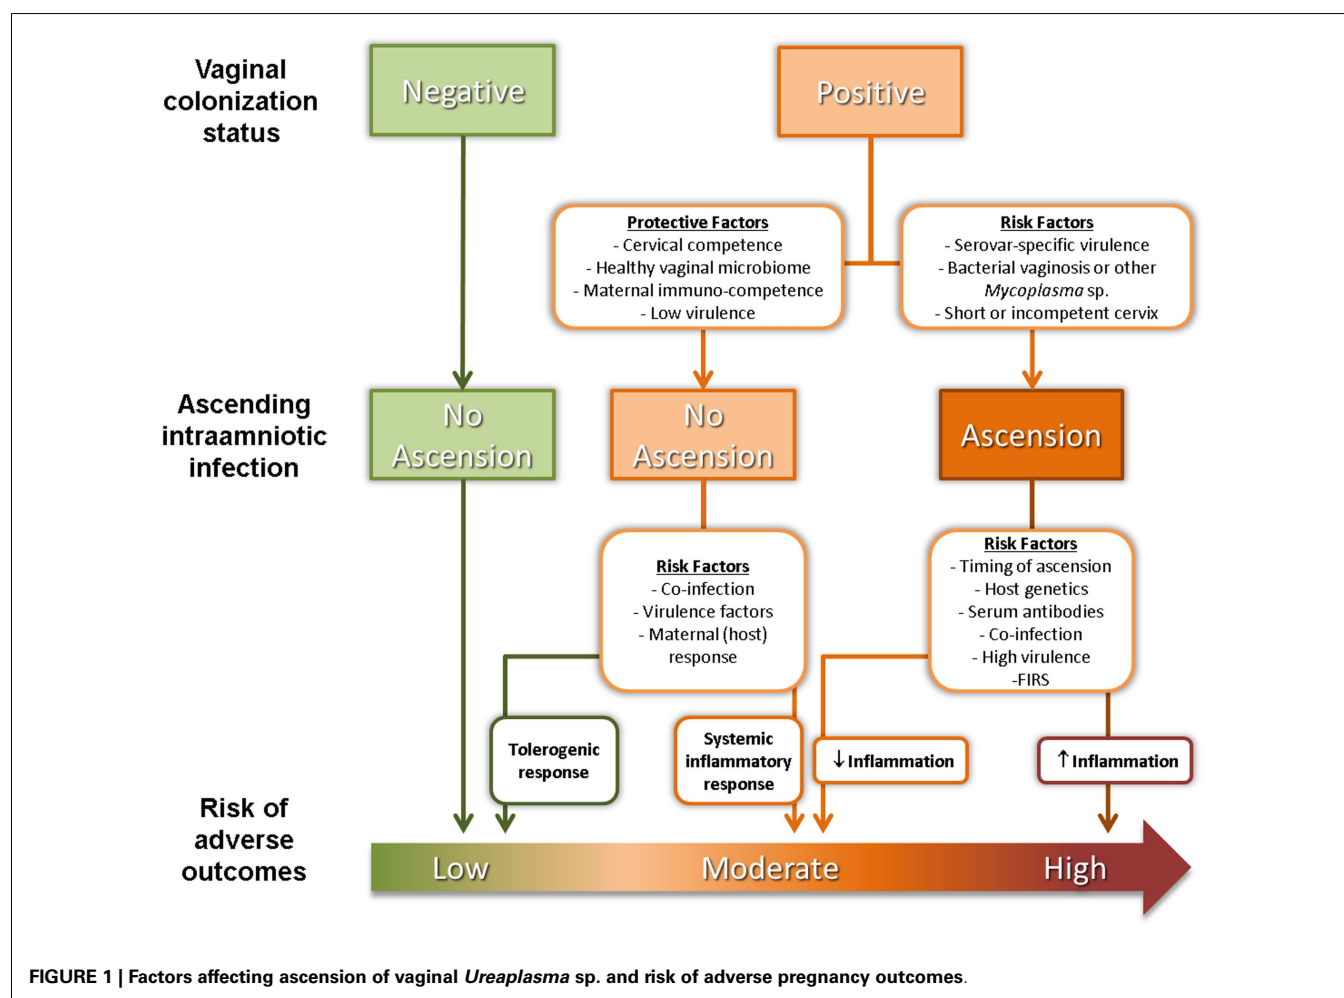 Vaginal
colonization
status
Negative
Positive
Protective Factors
- Cervical competence
- Healthy vaginal microbiome
- Maternal immuno-competence
- Low virulence
Risk Factors
- Serovar-specific virulence
- Bacterial vaginosis or other
Mycoplasma sp.
- Short or incompetent cervix
Ascending
intraamniotic
infection
No
Ascension
No
Ascension
Ascension
Risk Factors
- Co-infection
- Virulence factors
- Maternal (host)
response
Risk Factors
- Timing of ascension
- Host genetics
- Serum antibodies
- Co-infection
- High virulence
-FIRS
Tolerogenic
response
Systemic
inflammatory
response
↓Inflammation
↑Inflammation
Risk of
adverse
outcomes
Low
Moderate
High
FIGURE 1 | Factors affecting ascension of vaginal Ureaplasma sp. and risk of adverse pregnancy outcomes.